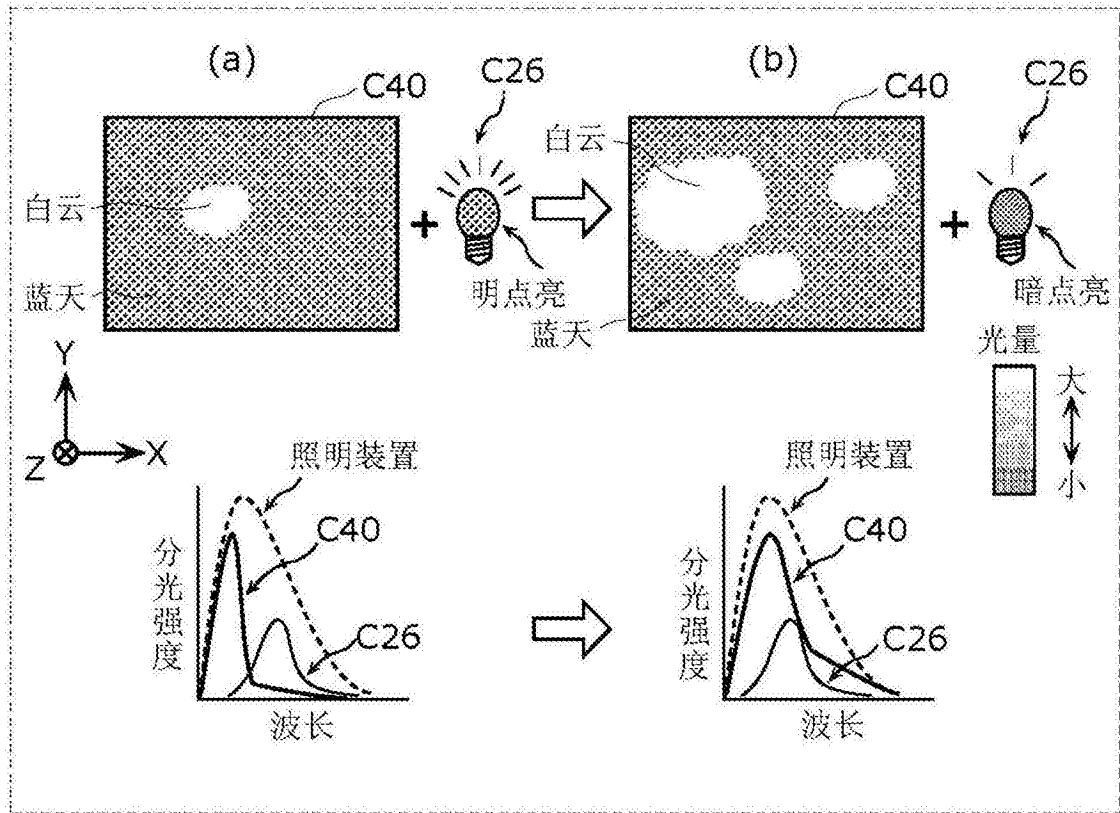 (a)
C40
C26
白云
蓝天
+
明点亮
(b)
C40
C26
白云
蓝天
+
暗点亮
光量
大
小
Y
X
Z
照明装置
C40
C26
分光强度
波长
照明装置
C40
C26
分光强度
波长